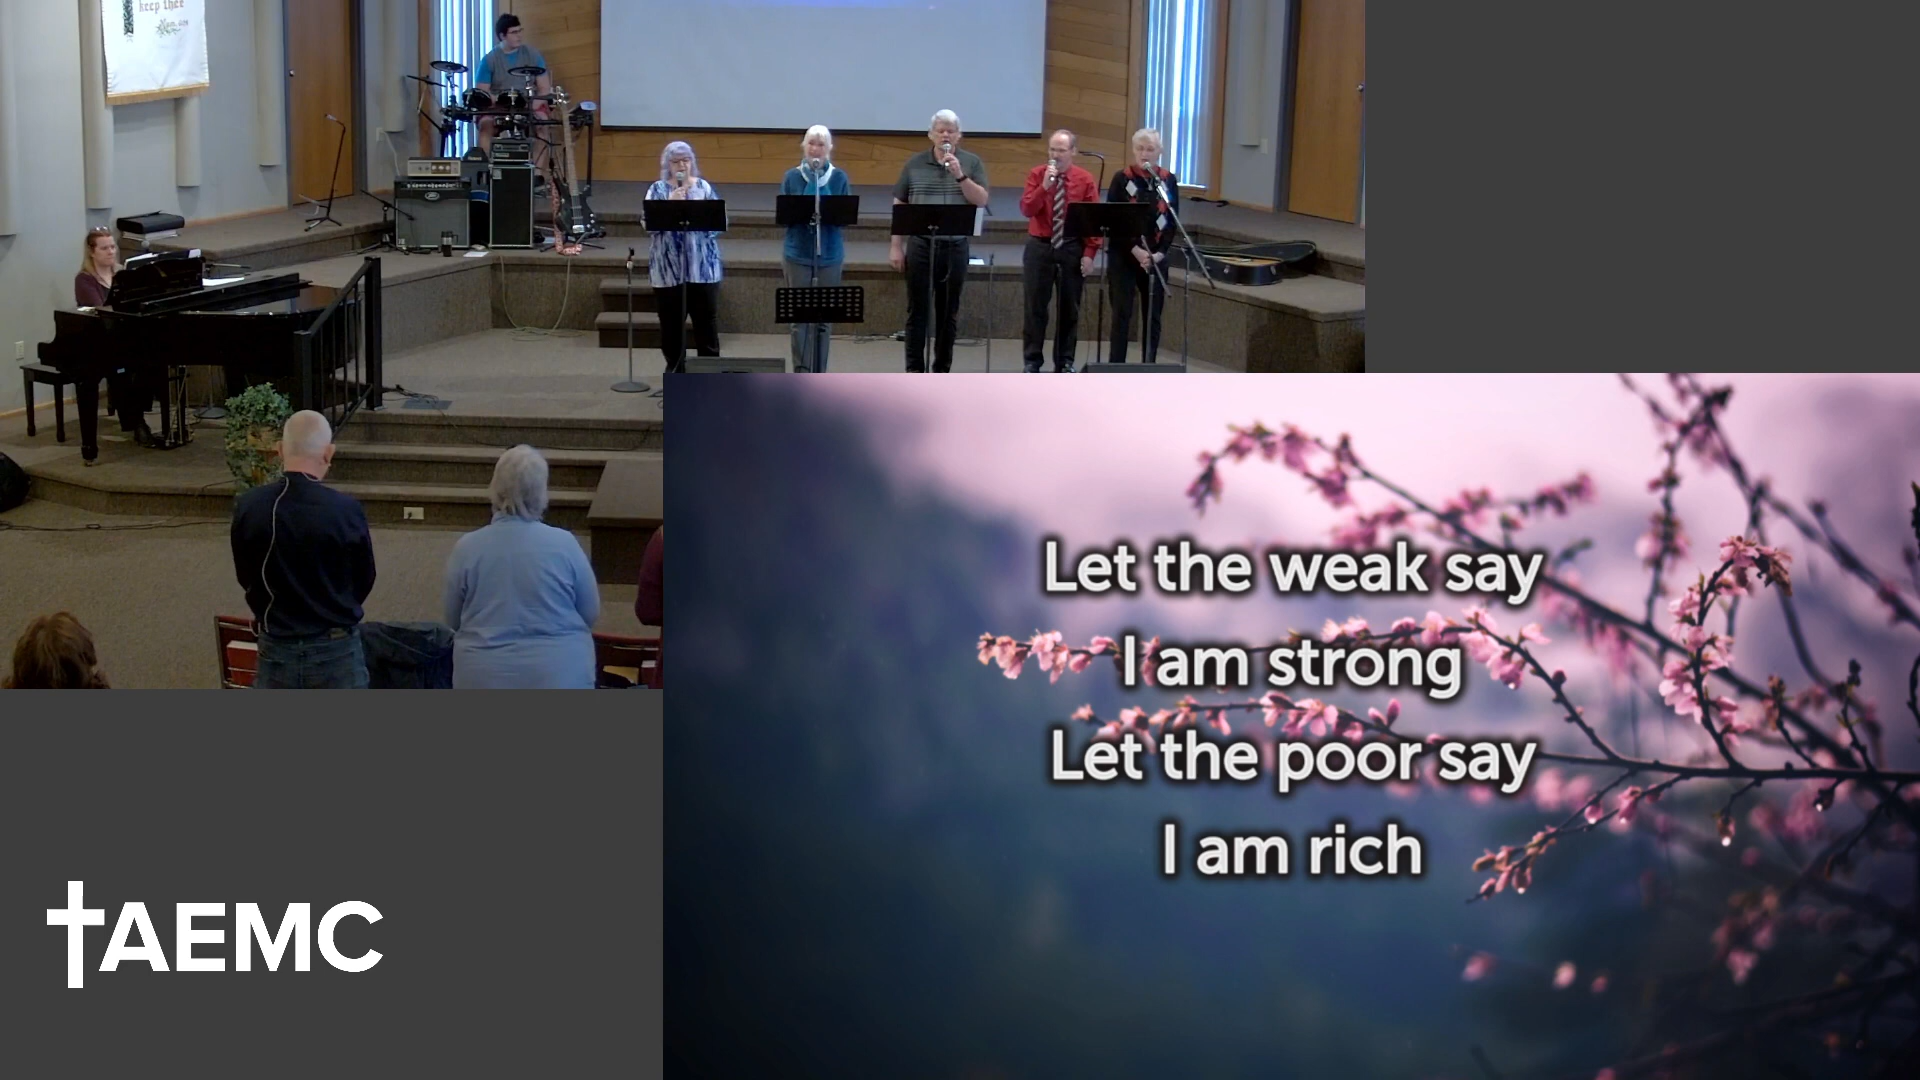 keep thee
Let the weak say
I am strong
Let the poor say
I am rich
AEMC